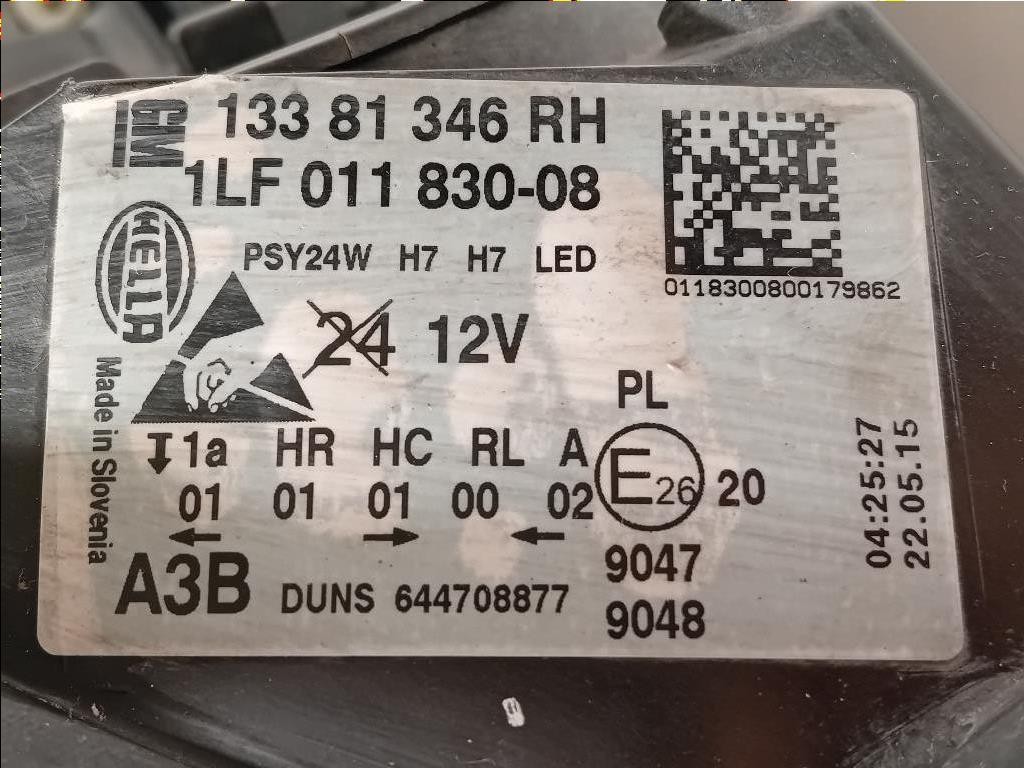 GM
133 81 346 RH
1LF 011 830-08
HELLA
PSY24W H7 H7 LED
01183000800179862
24 12V
Made in Slovenia
PL
1a HR HC RL A
01 01 01 00 02
E26 20
← → ←
A3B DUNS 644708877
9047
9048
04:25:27
22.05.15